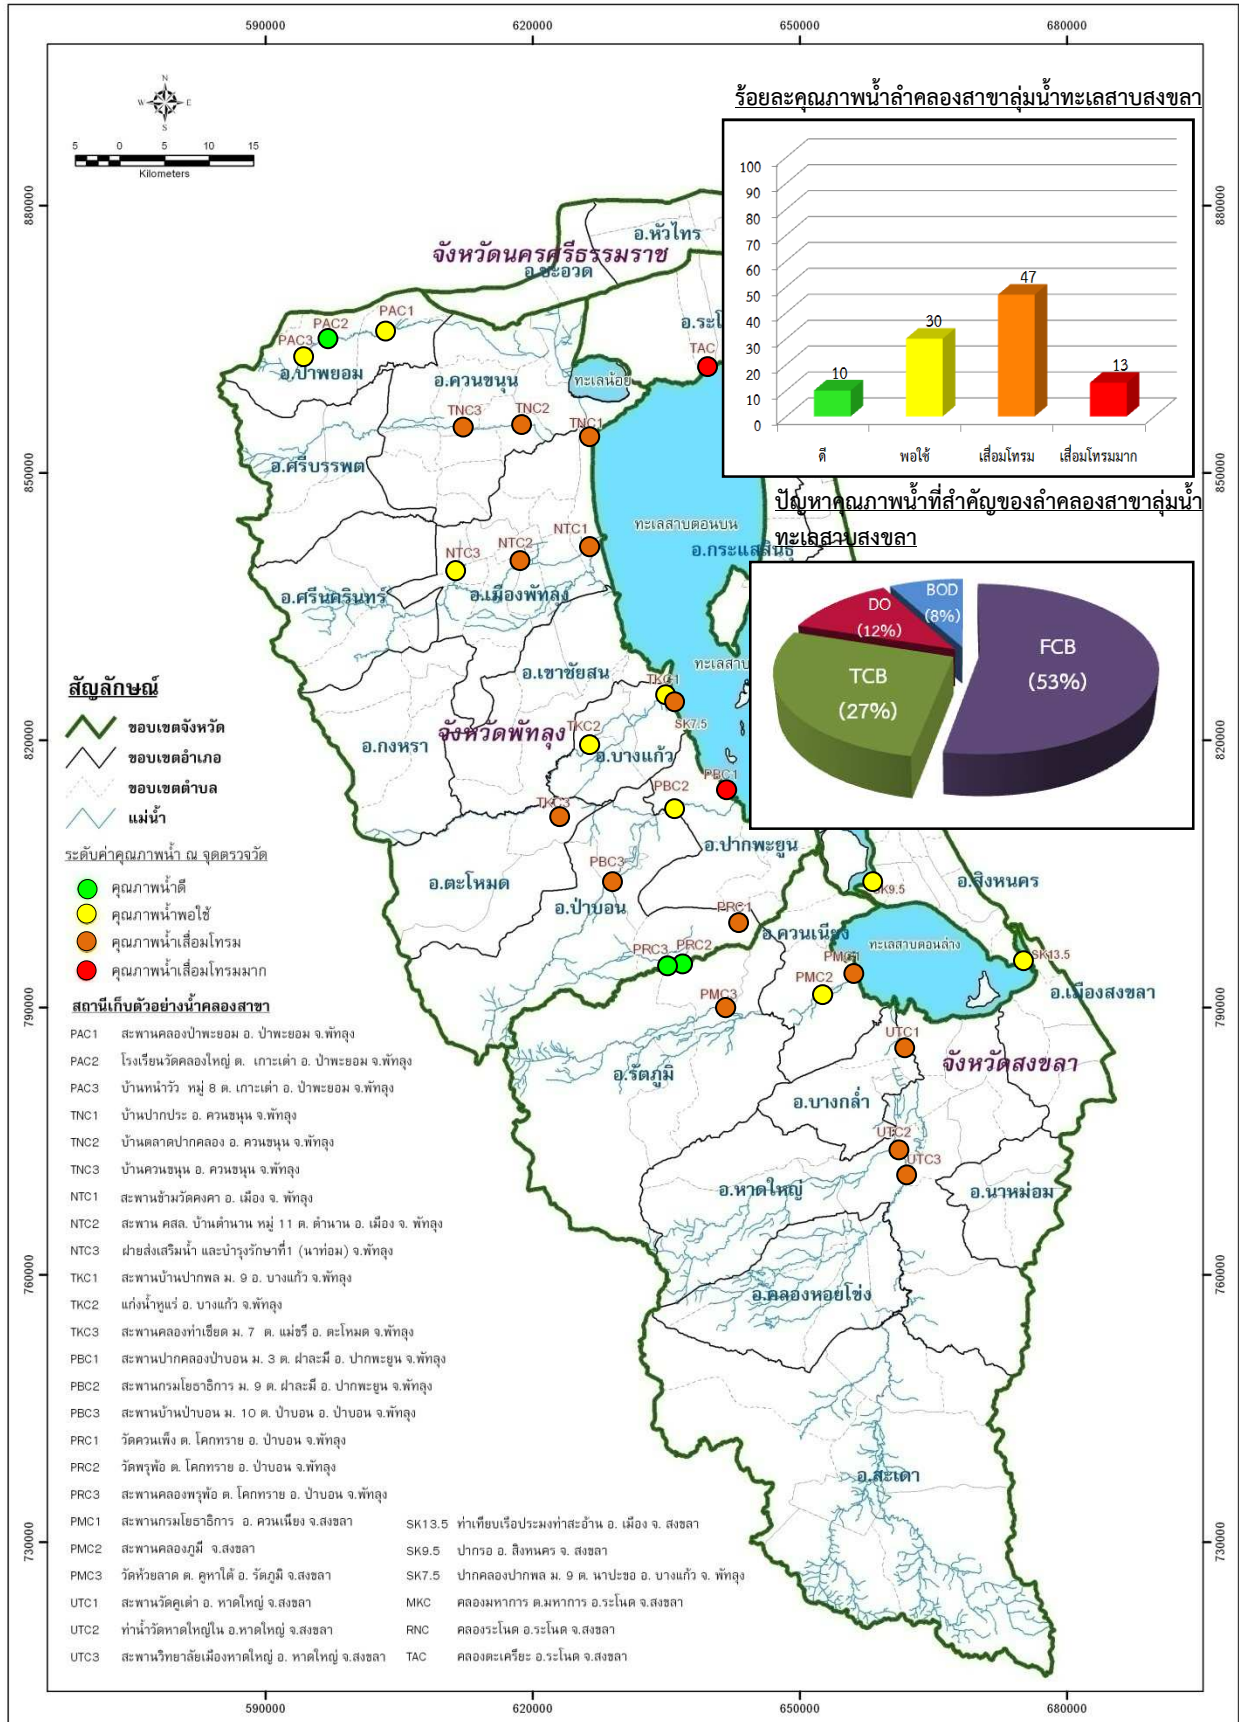 590000
620000
650000
680000
N
W
E
S
5 0 5 10 15
Kilometers
ร้อยละคุณภาพน้ำลำคลองสาขาลุ่มน้ำทะเลสาบสงขลา
100
90
80
70
60
50
40
30
20
10
0
10
30
47
13
ดี พอใช้ เสื่อมโทรม เสื่อมโทรมมาก
ปัญหาคุณภาพน้ำที่สำคัญของลำคลองสาขาลุ่มน้ำ
ทะเลสาบสงขลา
BOD
(8%)
DO
(12%)
TCB
(27%)
FCB
(53%)
880000
850000
820000
790000
760000
730000
880000
850000
820000
790000
760000
730000
อ.หัวไทร
จังหวัดนครศรีธรรมราช
อ.ชะอวด
PAC1
PAC2
PAC3
อ.ป่าพะยอม
อ.ควนขนุน
ทะเลน้อย
TAC
TNC3
TNC2
TNC1
อ.ศรีบรรพต
ทะเลสาบตอนบน
อ.กระแสสินธุ์
NTC1
NTC2
NTC3
อ.ศรีนครินทร์
อ.เมืองพัทลุง
อ.เขาชัยสน
TKC1
SK7.5
จังหวัดพัทลุง
TKC2
อ.กงหรา
อ.บางแก้ว
PBC1
PBC2
TKC3
อ.ปากพะยูน
PBC3
อ.ตะโหมด
อ.ป่าบอน
SK9.5
อ.สิงหนคร
PRC1
อ.ควนเนียง
ทะเลสาบตอนล่าง
PRC3
PRC2
PMC1
SK13.5
PMC2
อ.เมืองสงขลา
PMC3
UTC1
อ.รัตภูมิ
จังหวัดสงขลา
อ.บางกล่ำ
UTC2
UTC3
อ.หาดใหญ่
อ.นาหม่อม
อ.คลองหอยโข่ง
อ.สะเดา
สัญลักษณ์
ขอบเขตจังหวัด
ขอบเขตอำเภอ
ขอบเขตตำบล
แม่น้ำ
ระดับค่าคุณภาพน้ำ ณ จุดตรวจวัด
คุณภาพน้ำดี
คุณภาพน้ำพอใช้
คุณภาพน้ำเสื่อมโทรม
คุณภาพน้ำเสื่อมโทรมมาก
สถานีเก็บตัวอย่างน้ำคลองสาขา
PAC1 สะพานคลองป่าพะยอม อ. ป่าพะยอม จ.พัทลุง
PAC2 โรงเรียนวัดคลองใหญ่ ต. เกาะเต่า อ. ป่าพะยอม จ.พัทลุง
PAC3 บ้านหนำวัว หมู่ 8 ต. เกาะเต่า อ. ป่าพะยอม จ.พัทลุง
TNC1 บ้านปากประ อ. ควนขนุน จ.พัทลุง
TNC2 บ้านตลาดปากคลอง อ. ควนขนุน จ.พัทลุง
TNC3 บ้านควนขนุน อ. ควนขนุน จ.พัทลุง
NTC1 สะพานข้ามวัดคงคา อ. เมือง จ. พัทลุง
NTC2 สะพาน คสล. บ้านตำนาน หมู่ 11 ต. ตำนาน อ. เมือง จ. พัทลุง
NTC3 ฝายส่งเสริมน้ำ และบำรุงรักษาที่1 (นาท่อม) จ.พัทลุง
TKC1 สะพานบ้านปากพล ม. 9 อ. บางแก้ว จ.พัทลุง
TKC2 แก่งน้ำหูแร่ อ. บางแก้ว จ.พัทลุง
TKC3 สะพานคลองท่าเชียด ม. 7 ต. แม่ขรี อ. ตะโหมด จ.พัทลุง
PBC1 สะพานปากคลองป่าบอน ม. 3 ต. ฝาละมี อ. ปากพะยูน จ.พัทลุง
PBC2 สะพานกรมโยธาธิการ ม. 9 ต. ฝาละมี อ. ปากพะยูน จ.พัทลุง
PBC3 สะพานบ้านป่าบอน ม. 10 ต. ป่าบอน อ. ป่าบอน จ.พัทลุง
PRC1 วัดควนเพ็ง ต. โคกทราย อ. ป่าบอน จ.พัทลุง
PRC2 วัดพรุพ้อ ต. โคกทราย อ. ป่าบอน จ.พัทลุง
PRC3 สะพานคลองพรุพ้อ ต. โคกทราย อ. ป่าบอน จ.พัทลุง
PMC1 สะพานกรมโยธาธิการ อ. ควนเนียง จ.สงขลา
PMC2 สะพานคลองภูมี จ.สงขลา
PMC3 วัดห้วยลาด ต. คูหาใต้ อ. รัตภูมิ จ.สงขลา
UTC1 สะพานวัดคูเต่า อ. หาดใหญ่ จ.สงขลา
UTC2 ท่าน้ำวัดหาดใหญ่ใน อ.หาดใหญ่ จ.สงขลา
UTC3 สะพานวิทยาลัยเมืองหาดใหญ่ อ. หาดใหญ่ จ.สงขลา
SK13.5 ท่าเทียบเรือประมงท่าสะอ้าน อ. เมือง จ. สงขลา
SK9.5 ปากรอ อ. สิงหนคร จ. สงขลา
SK7.5 ปากคลองปากพล ม. 9 ต. นาปะขอ อ. บางแก้ว จ. พัทลุง
MKC คลองมหาการ ต.มหาการ อ.ระโนด จ.สงขลา
RNC คลองระโนด อ.ระโนด จ.สงขลา
TAC คลองตะเครียะ อ.ระโนด จ.สงขลา
590000
620000
650000
680000